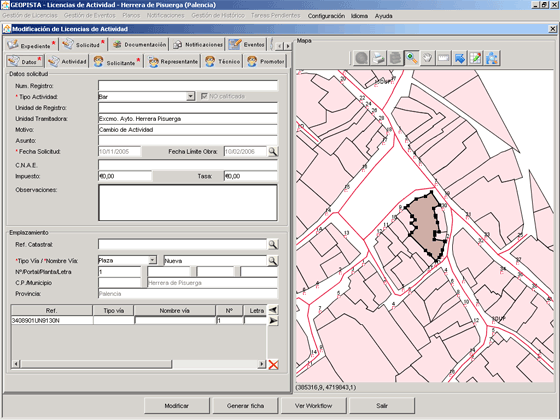 GEOPISTA - Licencias de Actividad - Herrera de Pisuerga (Palencia)
Gestión de Licencias Gestión de Eventos Planos Notificaciones Gestión de Histórico Tareas Pendientes Configuración Idioma Ayuda
Modificación de Licencias de Actividad
Expediente * Solicitud * Documentación Notificaciones Eventos
Datos * Actividad Solicitante * Representante Técnico Promotor
Datos solicitud
Num. Registro:
* Tipo Actividad: Bar NO calificada
Unidad de Registro:
Unidad Tramitadora: Excmo. Ayto. Herrera Pisuerga
Motivo: Cambio de Actividad
Asunto:
* Fecha Solicitud: 10/11/2005 Fecha Límite Obra: 10/02/2006
C.N.A.E.
Impuesto: €0,00 Tasa: €0,00
Observaciones:
Emplazamiento
Ref. Catastral:
*Tipo Vía / *Nombre Vía: Plaza Nueva
Nº/Portal/Planta/Letra 1
C.P./Municipio Herrera de Pisuerga
Provincia: Palencia
Ref. Tipo vía Nombre vía Nº Letra
3408901UN9130N 1
Mapa
(385316,9, 4719843,1)
Modificar Generar ficha Ver Workflow Salir